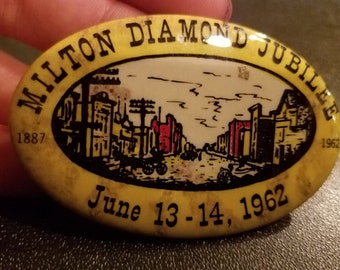 MILTON DIAMOND JUBILEE
1887 1962
June 13-14, 1962